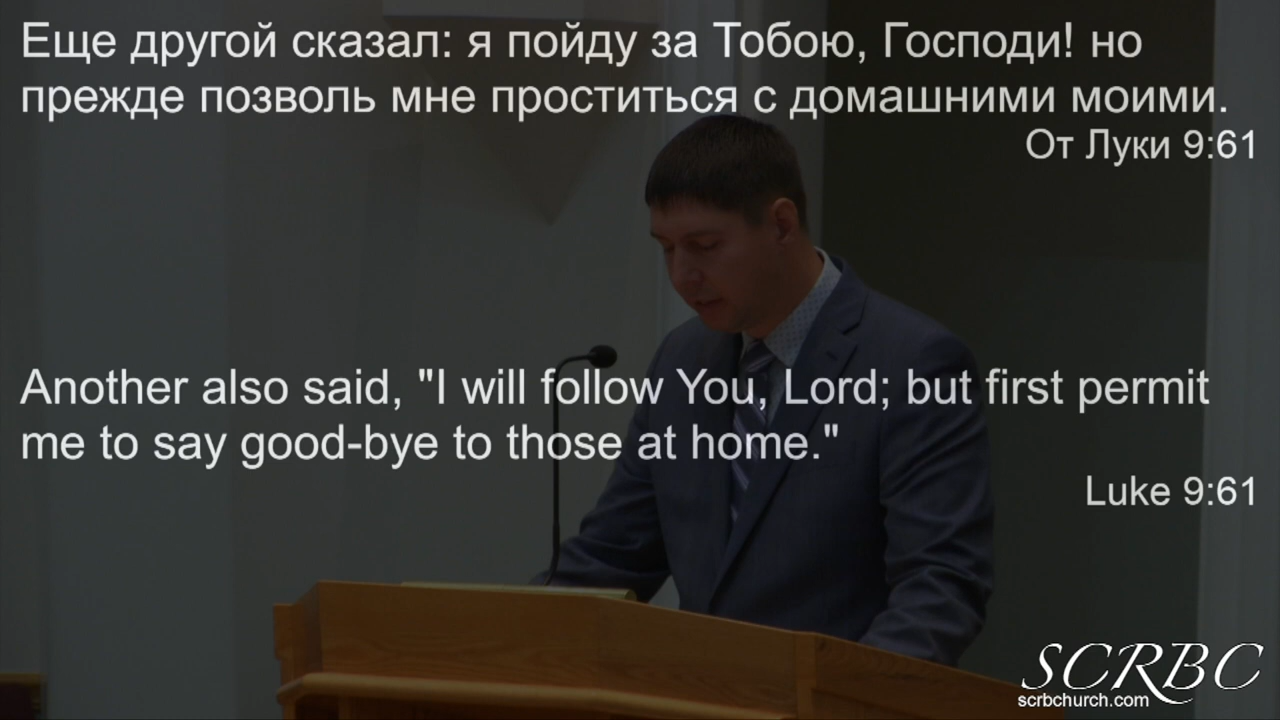 Еще другой сказал: я пойду за Тобою, Господи! но
прежде позволь мне проститься с домашними моими.
От Луки 9:61
Another also said, "I will follow You, Lord; but first permit
me to say good-bye to those at home."
Luke 9:61
SCRBC
scrbchurch.com